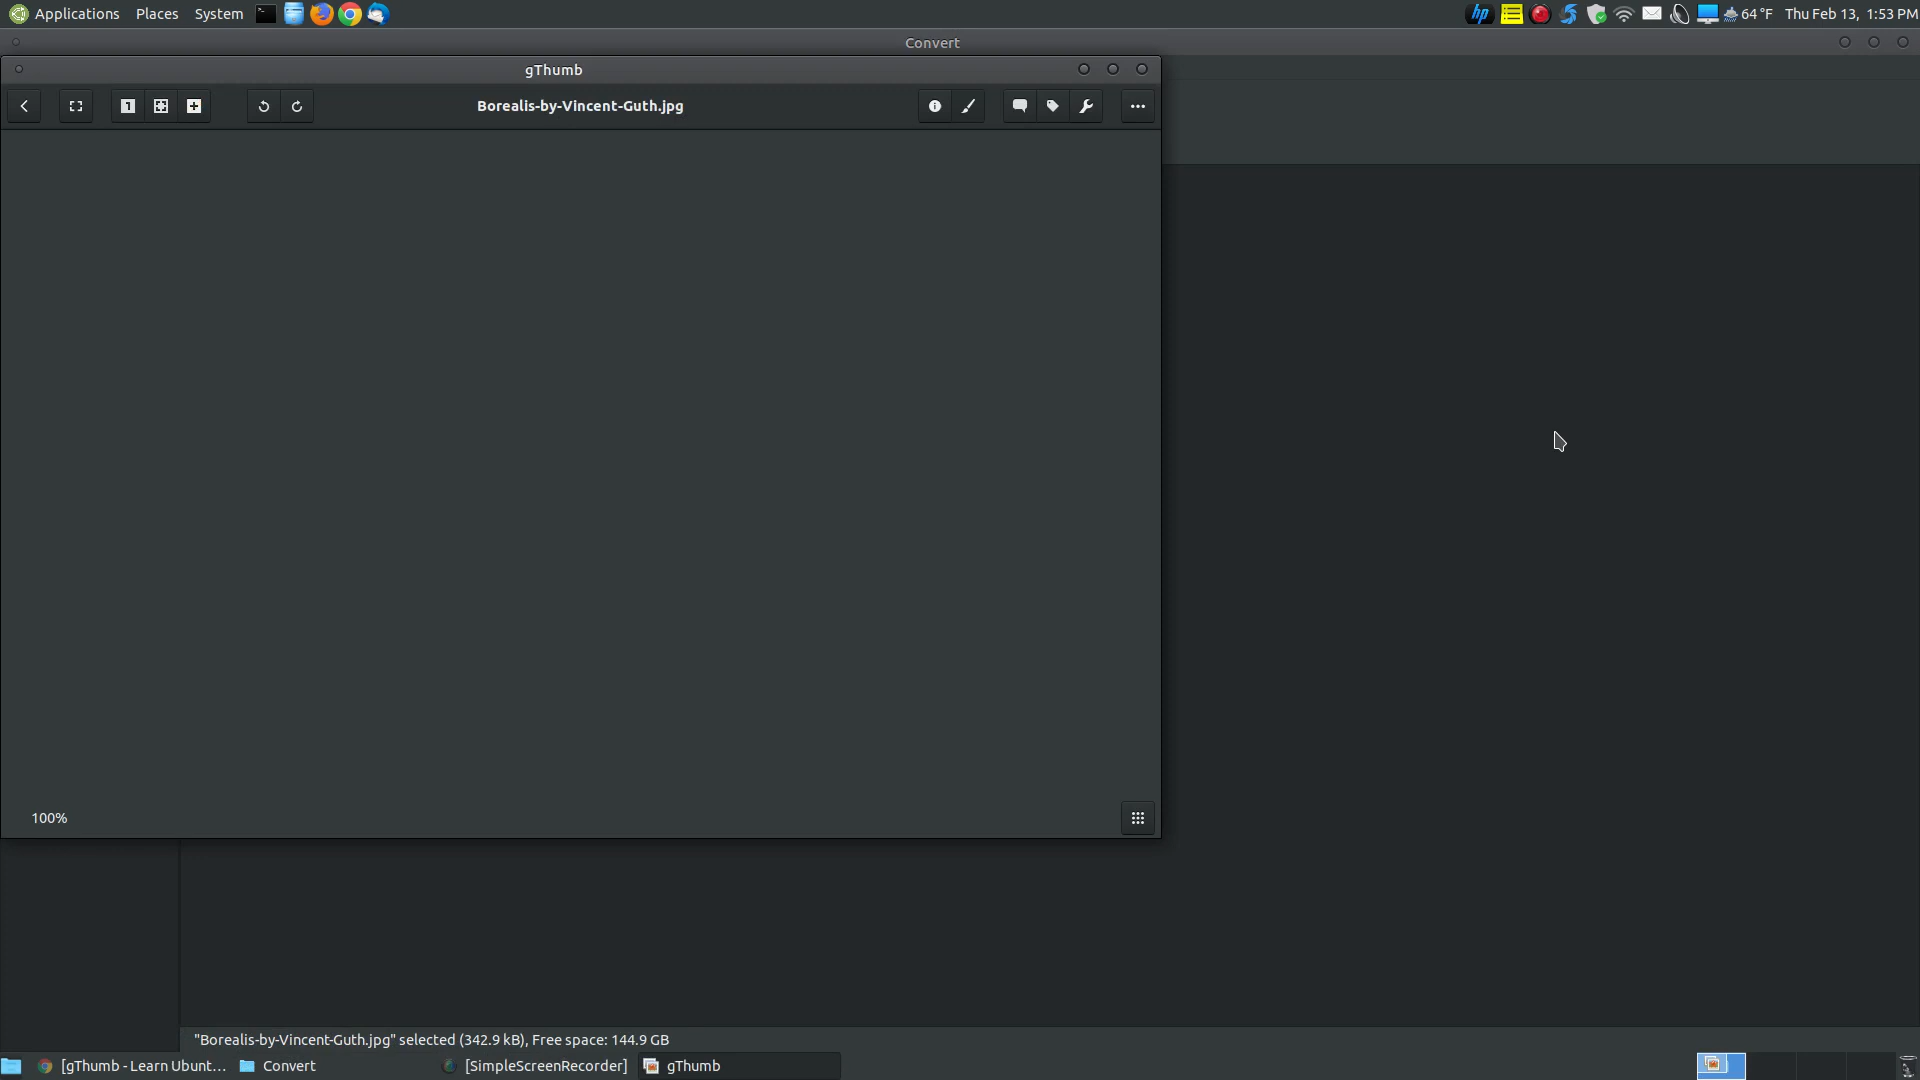 Applications Places System
hp
64 °F Thu Feb 13, 1:53 PM
Convert
gThumb
1
Borealis-by-Vincent-Guth.jpg
100%
"Borealis-by-Vincent-Guth.jpg" selected (342.9 kB), Free space: 144.9 GB
[gThumb - Learn Ubunt... Convert [SimpleScreenRecorder] gThumb